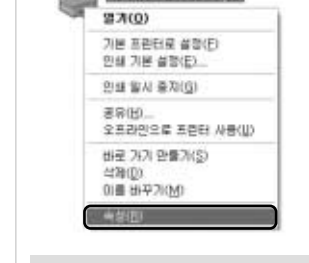 열기(O)
기본 프린터로 설정(F)
인쇄 기본 설정(E)...
인쇄 일시 중지(G)
공유(H)...
오프라인으로 프린터 사용(U)
바로 가기 만들기(S)
삭제(D)
이름 바꾸기(M)
속성(R)